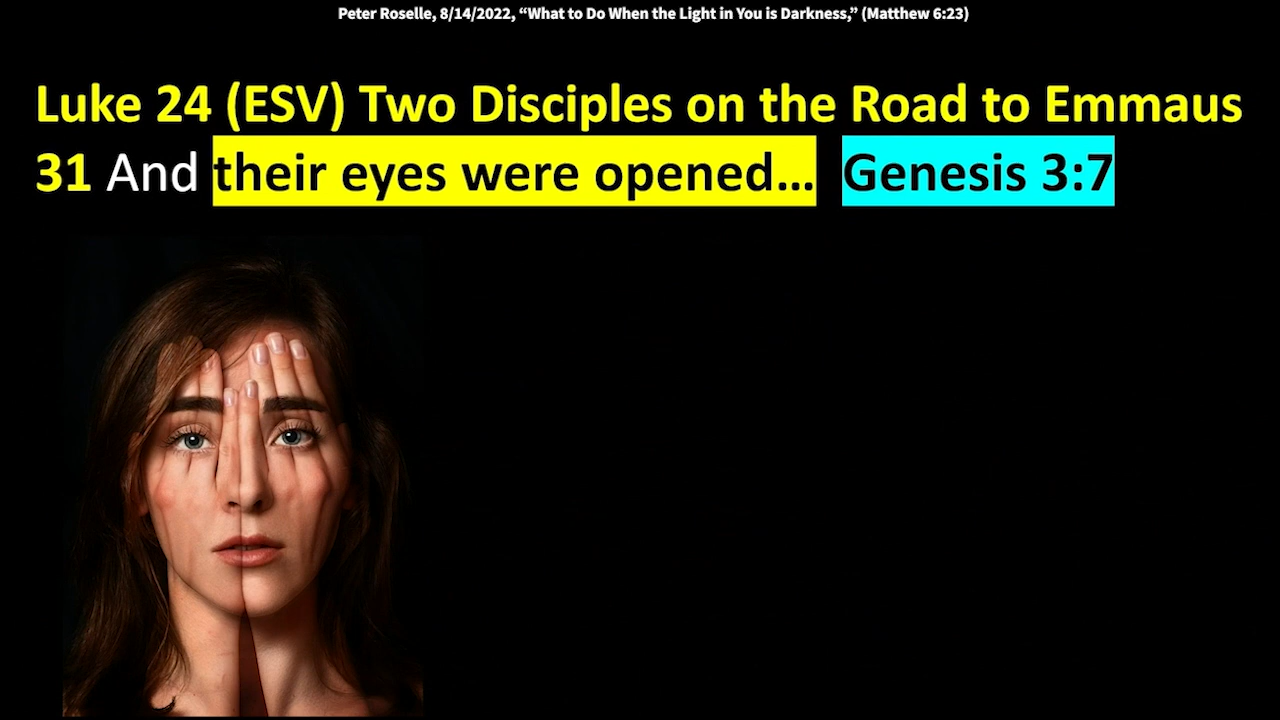 Peter Roselle, 8/14/2022, “What to Do When the Light in You is Darkness,” (Matthew 6:23)
Luke 24 (ESV) Two Disciples on the Road to Emmaus
31 And their eyes were opened... Genesis 3:7